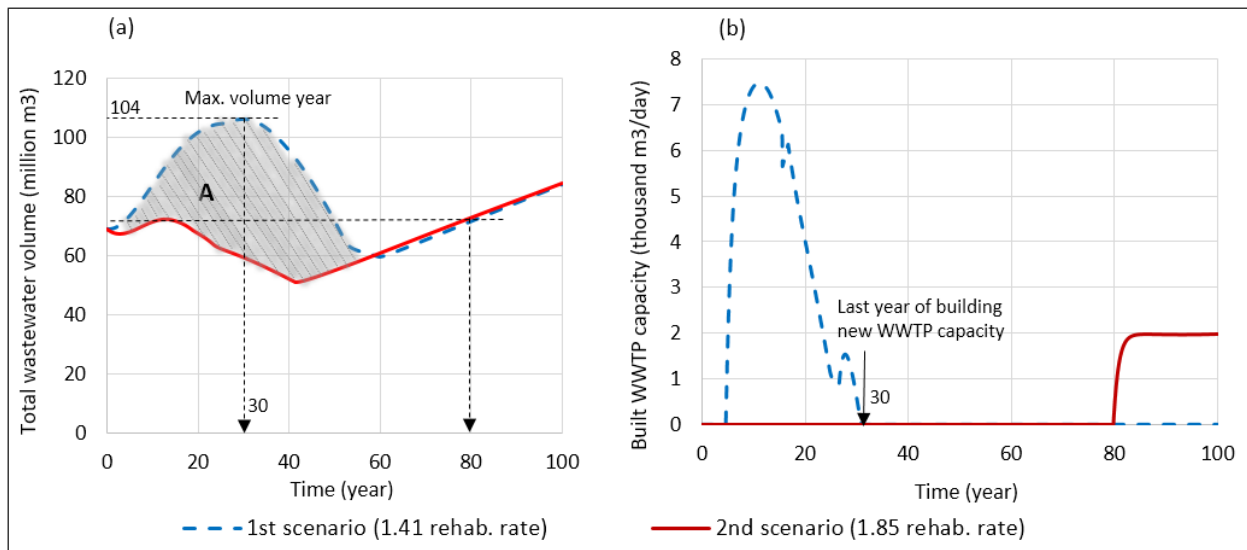 (a)
Total wastewater volume (million m3)
120
100
80
60
40
20
0
104
Max. volume year
A
30
0
20
40
60
80
100
Time (year)
(b)
Built WWTP capacity (thousand m3/day)
8
7
6
5
4
3
2
1
0
Last year of building
new WWTP capacity
30
0
20
40
60
80
100
Time (year)
1st scenario (1.41 rehab. rate)
2nd scenario (1.85 rehab. rate)